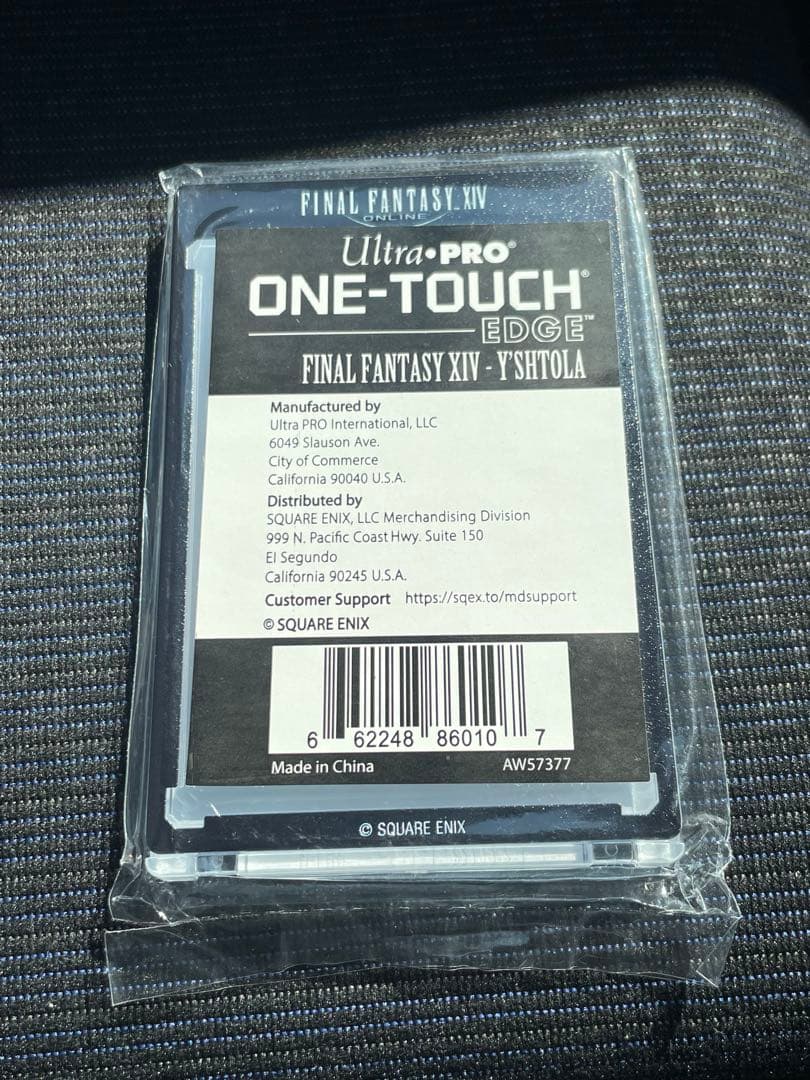 FINAL FANTASY XIV
ONLINE
Ultra•PRO®
ONE-TOUCH®
EDGE™
FINAL FANTASY XIV - Y'SHTOLA
Manufactured by
Ultra PRO International, LLC
6049 Slauson Ave.
City of Commerce
California 90040 U.S.A.
Distributed by
SQUARE ENIX, LLC Merchandising Division
999 N. Pacific Coast Hwy. Suite 150
El Segundo
California 90245 U.S.A.
Customer Support https://sqex.to/mdsupport
© SQUARE ENIX
6 62248 86010 7
Made in China AW57377
© SQUARE ENIX